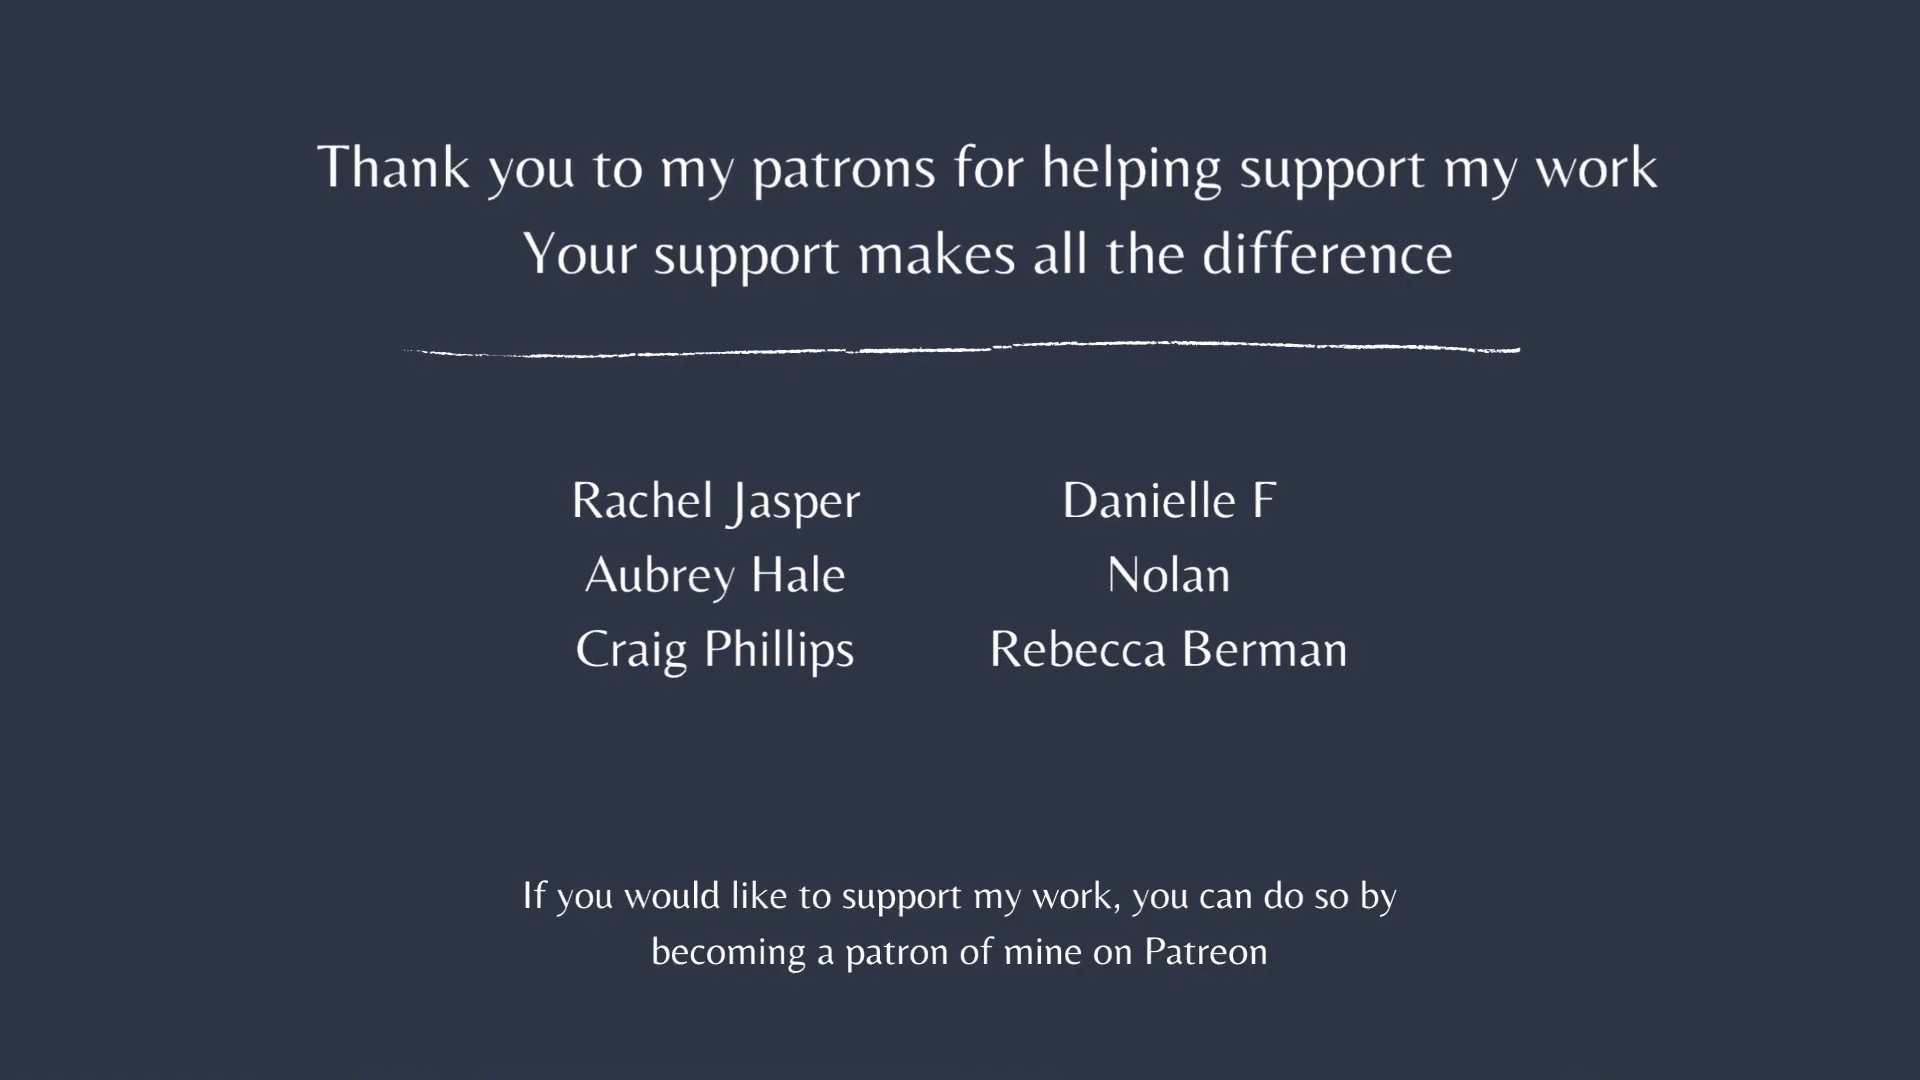 Thank you to my patrons for helping support my work
Your support makes all the difference
Rachel Jasper
Aubrey Hale
Craig Phillips
Danielle F
Nolan
Rebecca Berman
If you would like to support my work, you can do so by
becoming a patron of mine on Patreon